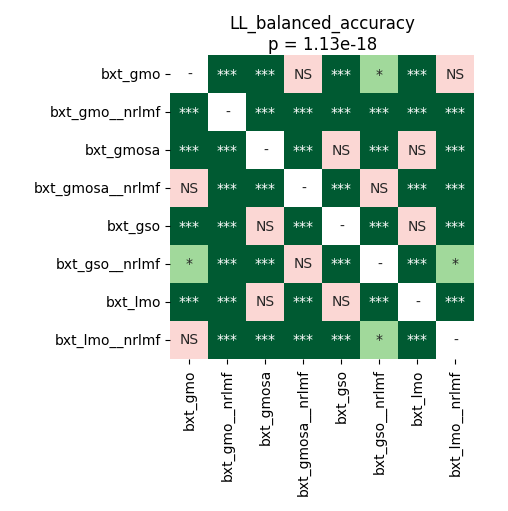 LL_balanced_accuracy
p = 1.13e-18
bxt_gmo - *** *** NS *** * *** NS
bxt_gmo__nrlmf *** - *** *** *** *** *** ***
bxt_gmosa *** *** - *** NS *** NS ***
bxt_gmosa__nrlmf NS *** *** - *** NS *** ***
bxt_gso *** *** NS *** - *** NS ***
bxt_gso__nrlmf * *** *** NS *** - *** *
bxt_lmo *** *** NS *** NS *** - ***
bxt_lmo__nrlmf NS *** *** *** *** * *** -
bxt_gmo
bxt_gmo__nrlmf
bxt_gmosa
bxt_gmosa__nrlmf
bxt_gso
bxt_gso__nrlmf
bxt_lmo
bxt_lmo__nrlmf